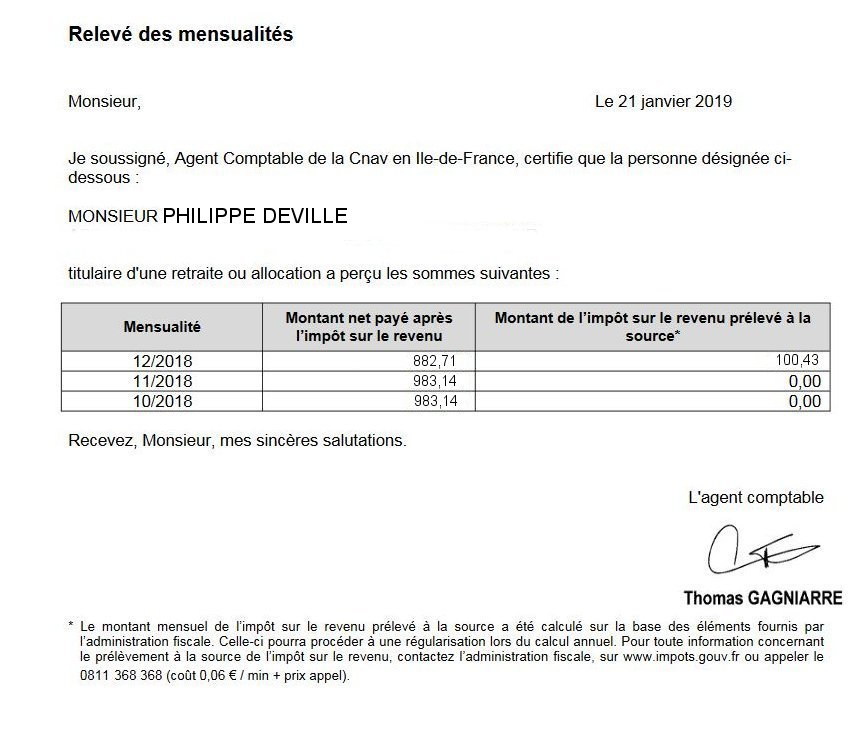 Relevé des mensualités
Monsieur,
Le 21 janvier 2019
Je soussigné, Agent Comptable de la Cnav en Ile-de-France, certifie que la personne désignée ci-
dessous :
MONSIEUR PHILIPPE DEVILLE
titulaire d'une retraite ou allocation a perçu les sommes suivantes :
Mensualité
Montant net payé après
l'impôt sur le revenu
Montant de l'impôt sur le revenu prélevé à la
source*
12/2018 882,71 100,43
11/2018 983,14 0,00
10/2018 983,14 0,00
Recevez, Monsieur, mes sincères salutations.
L'agent comptable
Thomas GAGNIARRE
* Le montant mensuel de l'impôt sur le revenu prélevé à la source a été calculé sur la base des éléments fournis par
l'administration fiscale. Celle-ci pourra procéder à une régularisation lors du calcul annuel. Pour toute information concernant
le prélèvement à la source de l'impôt sur le revenu, contactez l'administration fiscale, sur www.impots.gouv.fr ou appeler le
0811 368 368 (coût 0,06 € / min + prix appel).